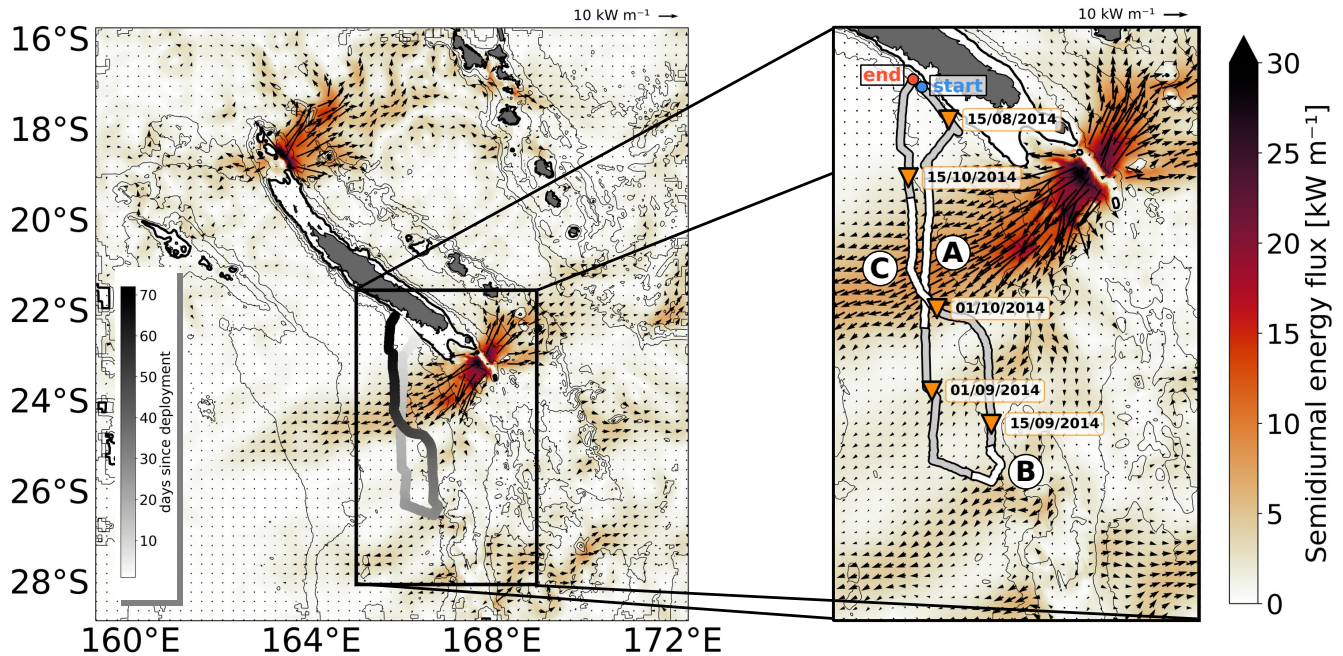 10 kW m⁻¹
10 kW m⁻¹
16°S
18°S
20°S
22°S
24°S
26°S
28°S
160°E
164°E
168°E
172°E
70
60
50
40
30
20
10
days since deployment
end
start
15/08/2014
15/10/2014
A
C
01/10/2014
01/09/2014
15/09/2014
B
30
25
20
15
10
5
0
Semidiurnal energy flux [kW m⁻¹]